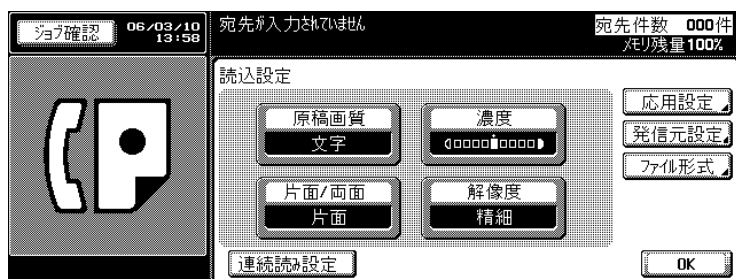 ジョブ確認
06/03/10
13:58
宛先が入力されていません
宛先件数 000件
メモリ残量100%
読込設定
原稿画質
文字
濃度
片面/両面
片面
解像度
精細
応用設定
発信元設定
ファイル形式
連続読み設定
OK